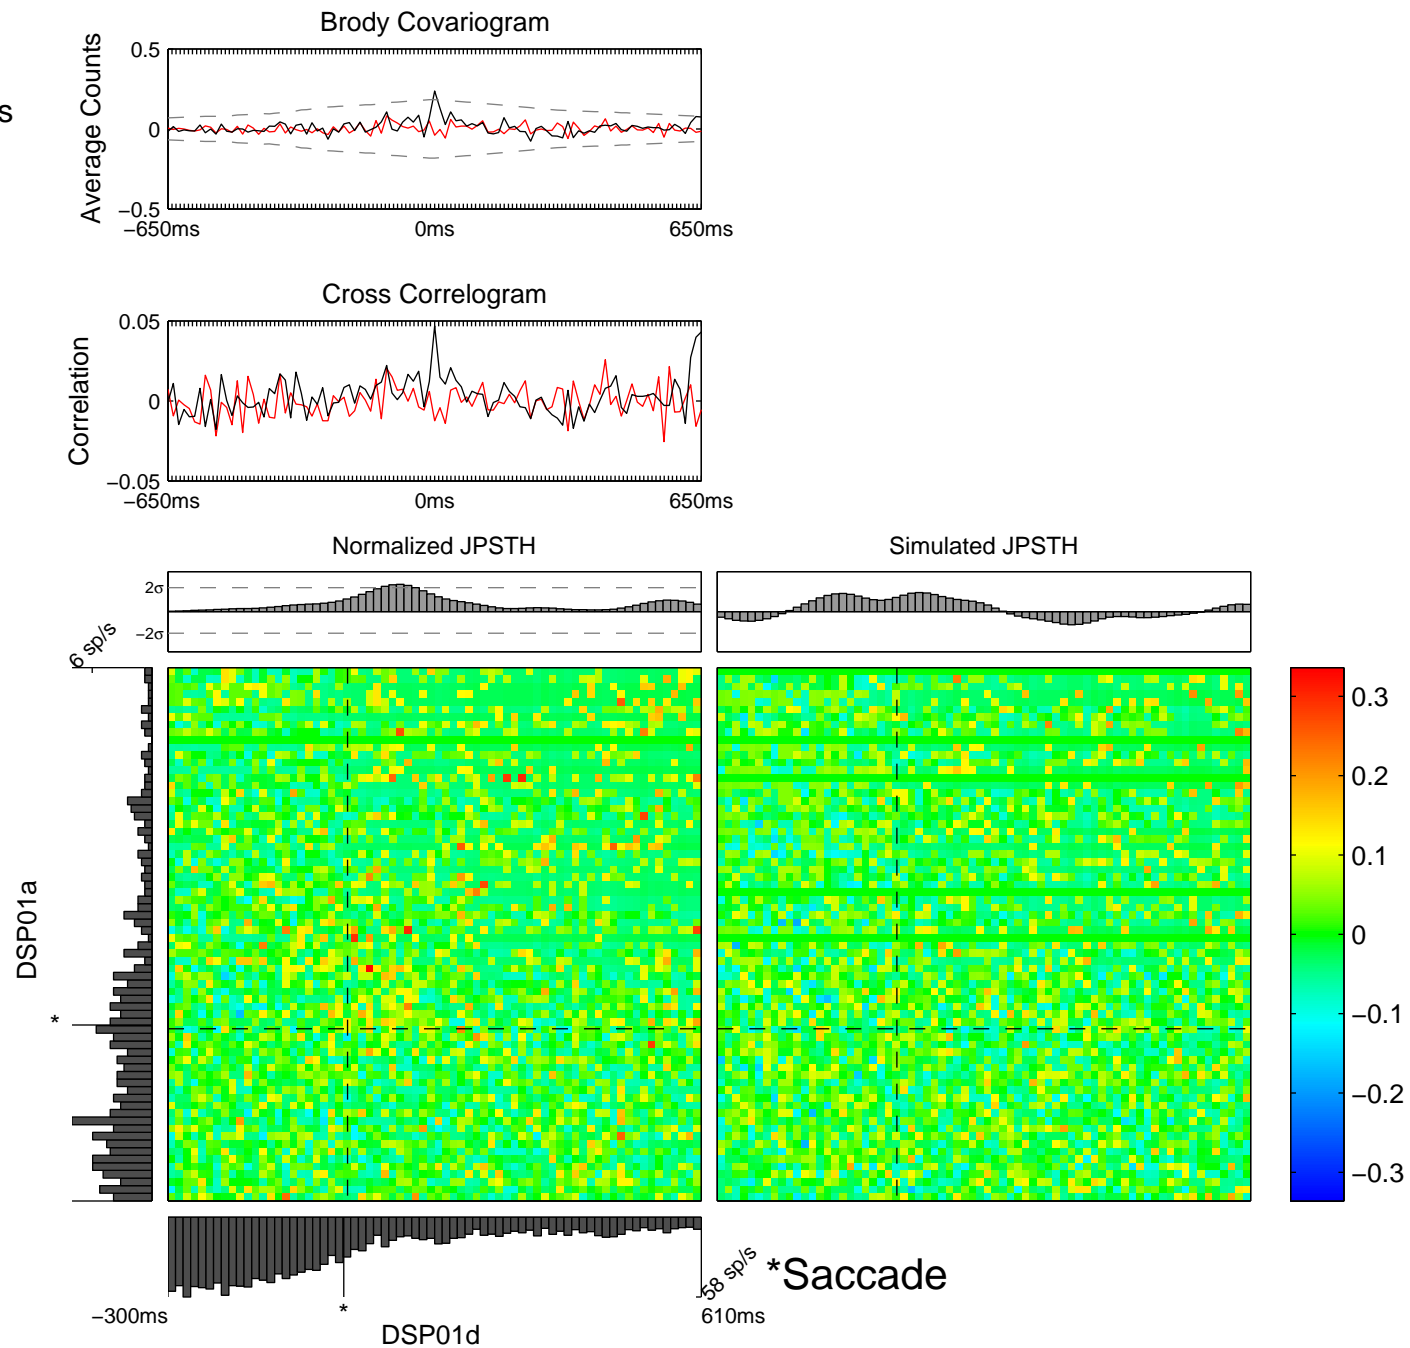 Brody Covariogram
Average Counts
s
0.5
0
−0.5
−650ms
0ms
650ms
Cross Correlogram
Correlation
0.05
0
−0.05
−650ms
0ms
650ms
Normalized JPSTH
Simulated JPSTH
2σ
−2σ
6 sp/s
DSP01a
*
0.3
0.2
0.1
0
−0.1
−0.2
−0.3
58 sp/s
*Saccade
−300ms
*
610ms
DSP01d